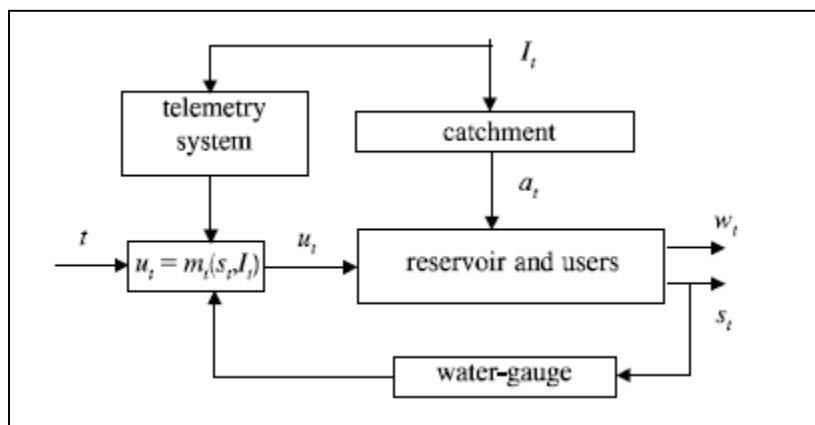 I_t
telemetry
system
catchment
a_t
t
u_t = m_t(s_t,I_t)
u_t
reservoir and users
w_t
s_t
water-gauge